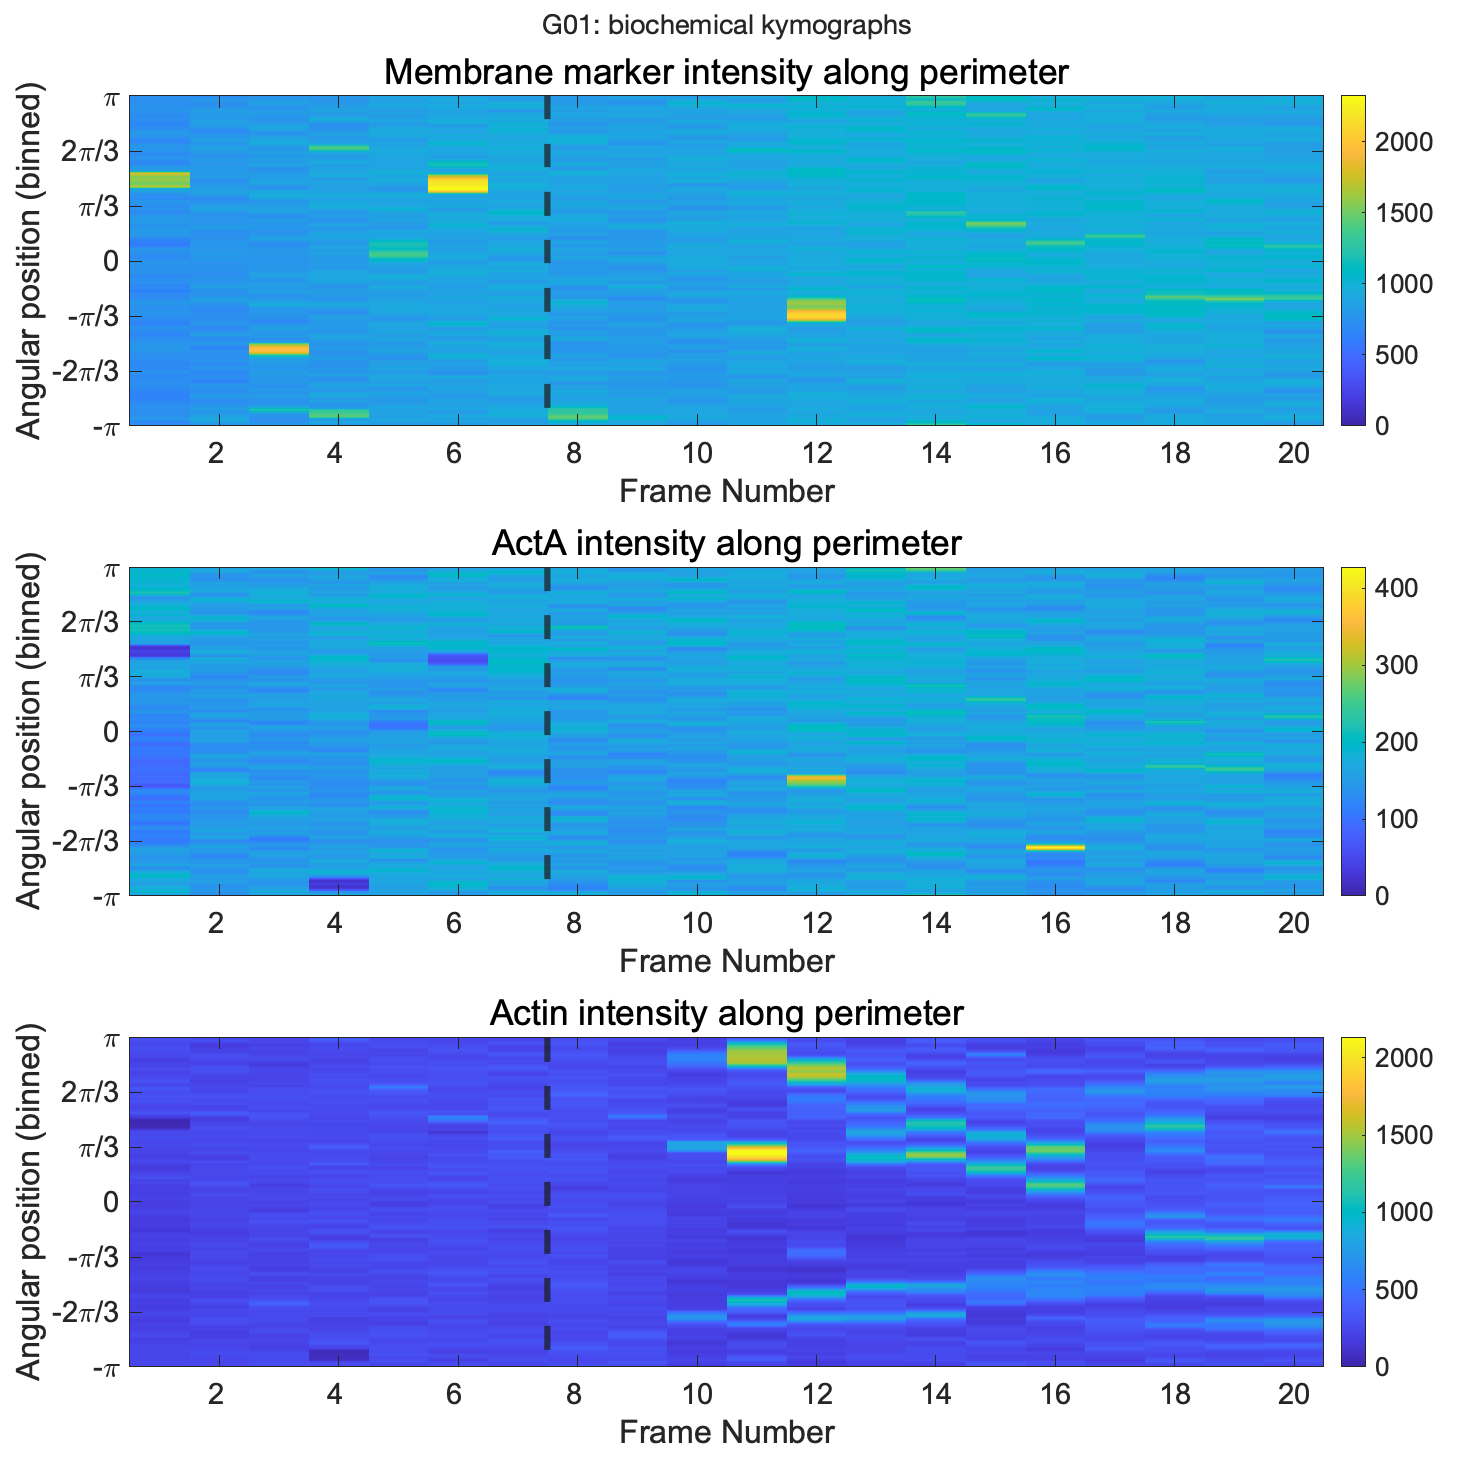 G01: biochemical kymographs
Membrane marker intensity along perimeter
Angular position (binned)
π
2π/3
π/3
0
-π/3
-2π/3
-π
2 4 6 8 10 12 14 16 18 20
Frame Number
2000
1500
1000
500
0
ActA intensity along perimeter
Angular position (binned)
π
2π/3
π/3
0
-π/3
-2π/3
-π
2 4 6 8 10 12 14 16 18 20
Frame Number
400
300
200
100
0
Actin intensity along perimeter
Angular position (binned)
π
2π/3
π/3
0
-π/3
-2π/3
-π
2 4 6 8 10 12 14 16 18 20
Frame Number
2000
1500
1000
500
0